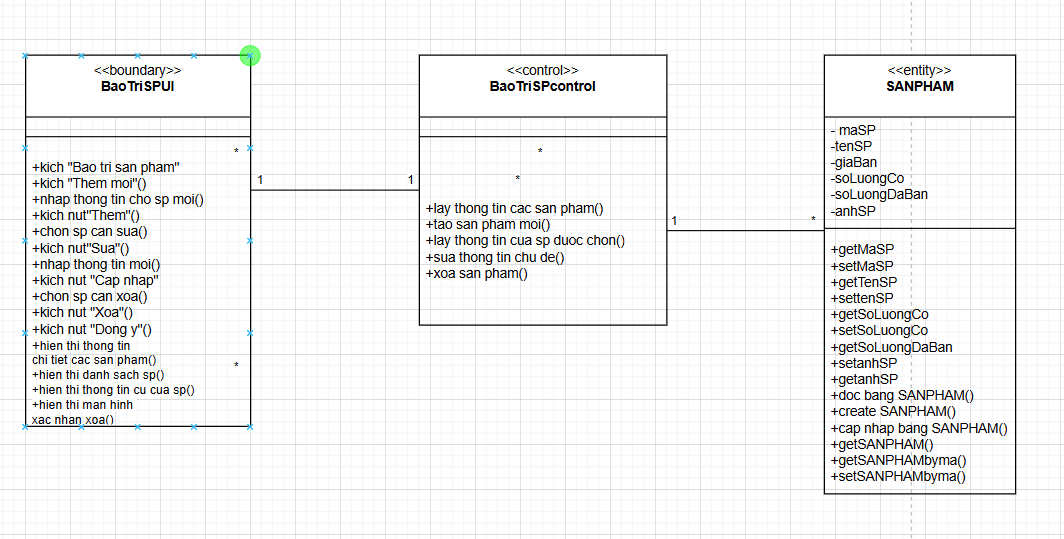 <<boundary>>
BaoTriSPUI
*
+kich "Bao tri san pham"
+kich "Them moi"()
+nhap thong tin cho sp moi()
+kich nut"Them"()
+chon sp can sua()
+kich nut"Sua"()
+nhap thong tin moi()
+kich nut "Cap nhap"
+chon sp can xoa()
+kich nut "Xoa"()
+kich nut "Dong y"()
+hien thi thong tin
chi tiet cac san pham()
*
+hien thi danh sach sp()
+hien thi thong tin cu cua sp()
+hien thi man hinh
xac nhan xoa()
1
1
<<control>>
BaoTriSPcontrol
*
*
+lay thong tin cac san pham()
+tao san pham moi()
+lay thong tin cua sp duoc chon()
+sua thong tin chu de()
+xoa san pham()
1
*
<<entity>>
SANPHAM
- maSP
-tenSP
-giaBan
-soLuongCo
-soLuongDaBan
-anhSP
+getMaSP
+setMaSP
+getTenSP
+settenSP
+getSoLuongCo
+setSoLuongCo
+getSoLuongDaBan
+setanhSP
+getanhSP
+doc bang SANPHAM()
+create SANPHAM()
+cap nhap bang SANPHAM()
+getSANPHAM()
+getSANPHAMbyma()
+setSANPHAMbyma()